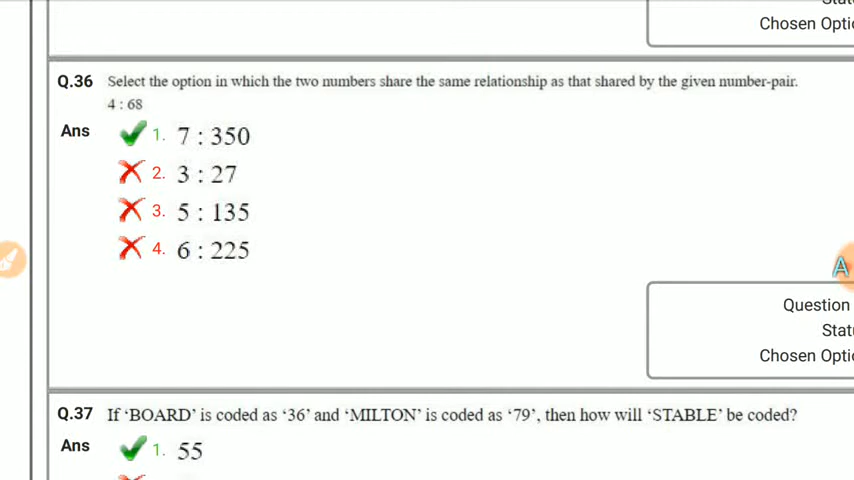 Chosen
Q.36 Select the option in which the two numbers share the same relationship as that shared by the given number-pair.
4 : 68
Ans 1. 7 : 350
2. 3 : 27
3. 5 : 135
4. 6 : 225
A
Question
Chosen
Q.37 If ‘BOARD’ is coded as ‘36’ and ‘MILTON’ is coded as ‘79’, then how will ‘STABLE’ be coded?
Ans 1. 55